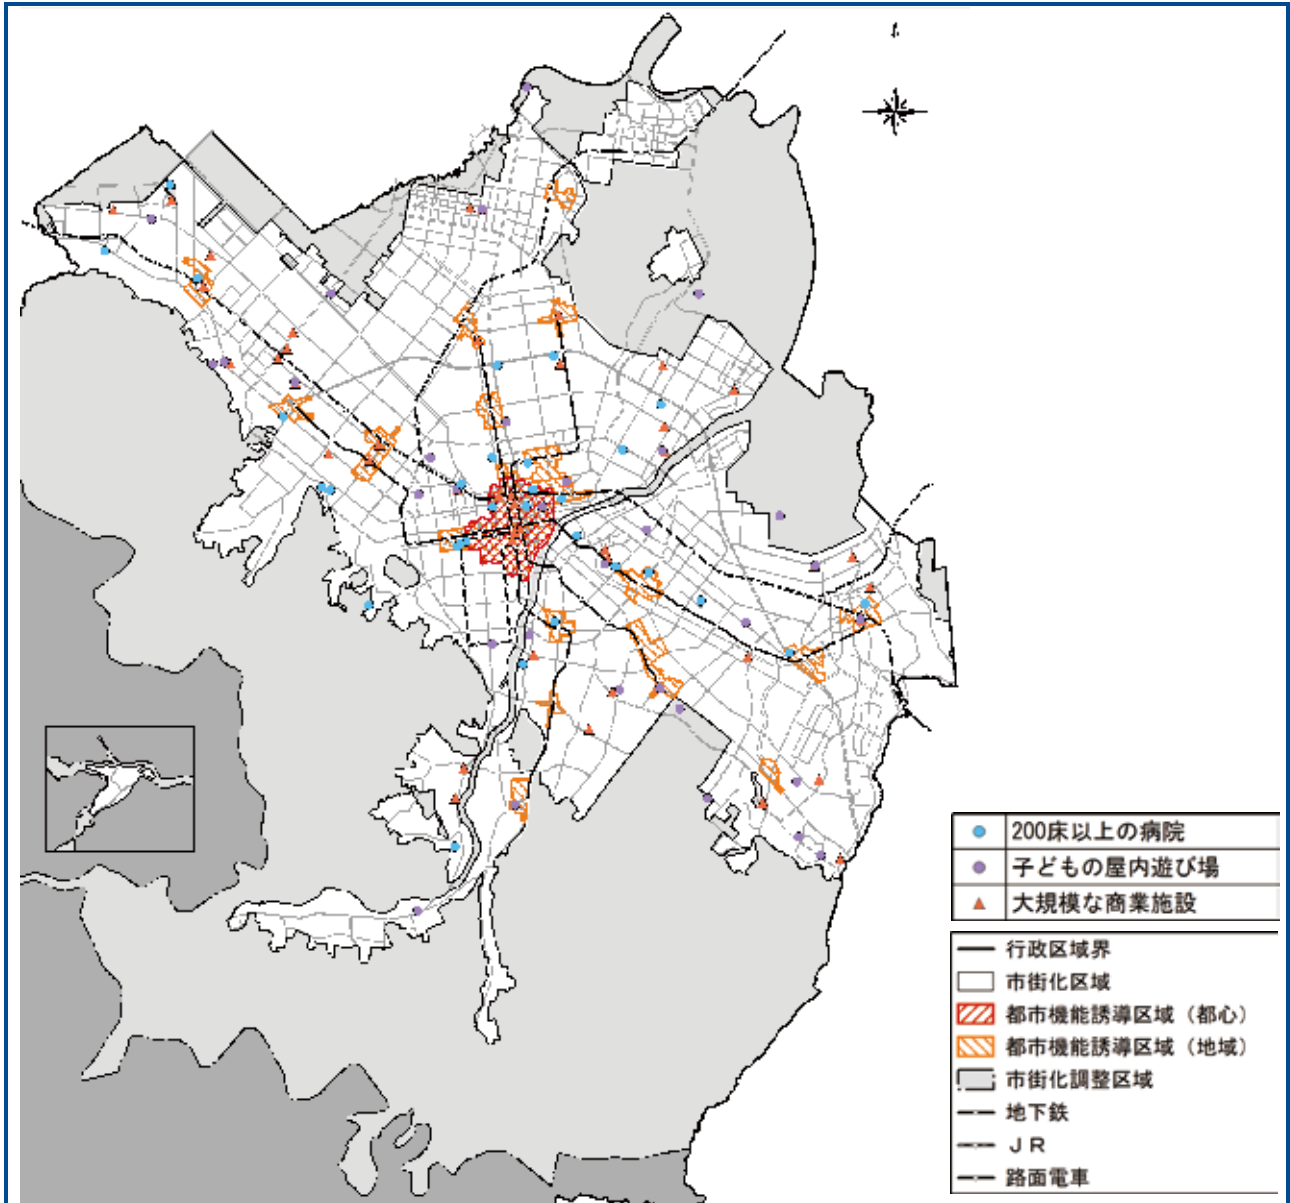 200床以上の病院
子どもの屋内遊び場
大規模な商業施設
行政区域界
市街化区域
都市機能誘導区域（都心）
都市機能誘導区域（地域）
市街化調整区域
地下鉄
ＪＲ
路面電車